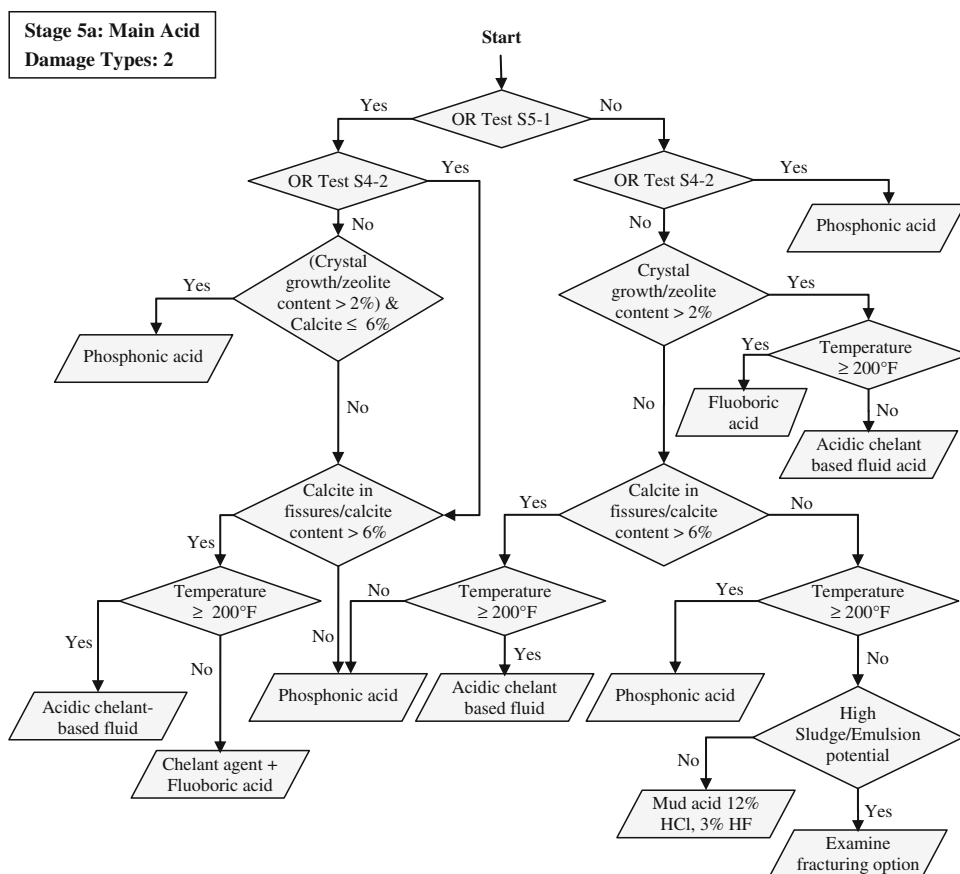 Stage 5a: Main Acid
Damage Types: 2
Start
Yes
No
OR Test S5-1
Yes
OR Test S4-2
No
OR Test S4-2
Yes
Phosphonic acid
No
(Crystal
growth/zeolite
content > 2%) &
Calcite ≤ 6%
Yes
Phosphonic acid
Crystal
growth/zeolite
content > 2%
Yes
Temperature
≥ 200°F
Yes
Fluoboric
acid
No
Acidic chelant
based fluid acid
No
No
Calcite in
fissures/calcite
content > 6%
Yes
Calcite in
fissures/calcite
content > 6%
Yes
No
Temperature
≥ 200°F
Yes
No
No
Temperature
≥ 200°F
No
Yes
Temperature
≥ 200°F
Yes
No
Acidic chelant-
based fluid
Chelant agent +
Fluoboric acid
Phosphonic acid
Acidic chelant
based fluid
Phosphonic acid
High
Sludge/Emulsion
potential
No
Mud acid 12%
HCl, 3% HF
Yes
Examine
fracturing option